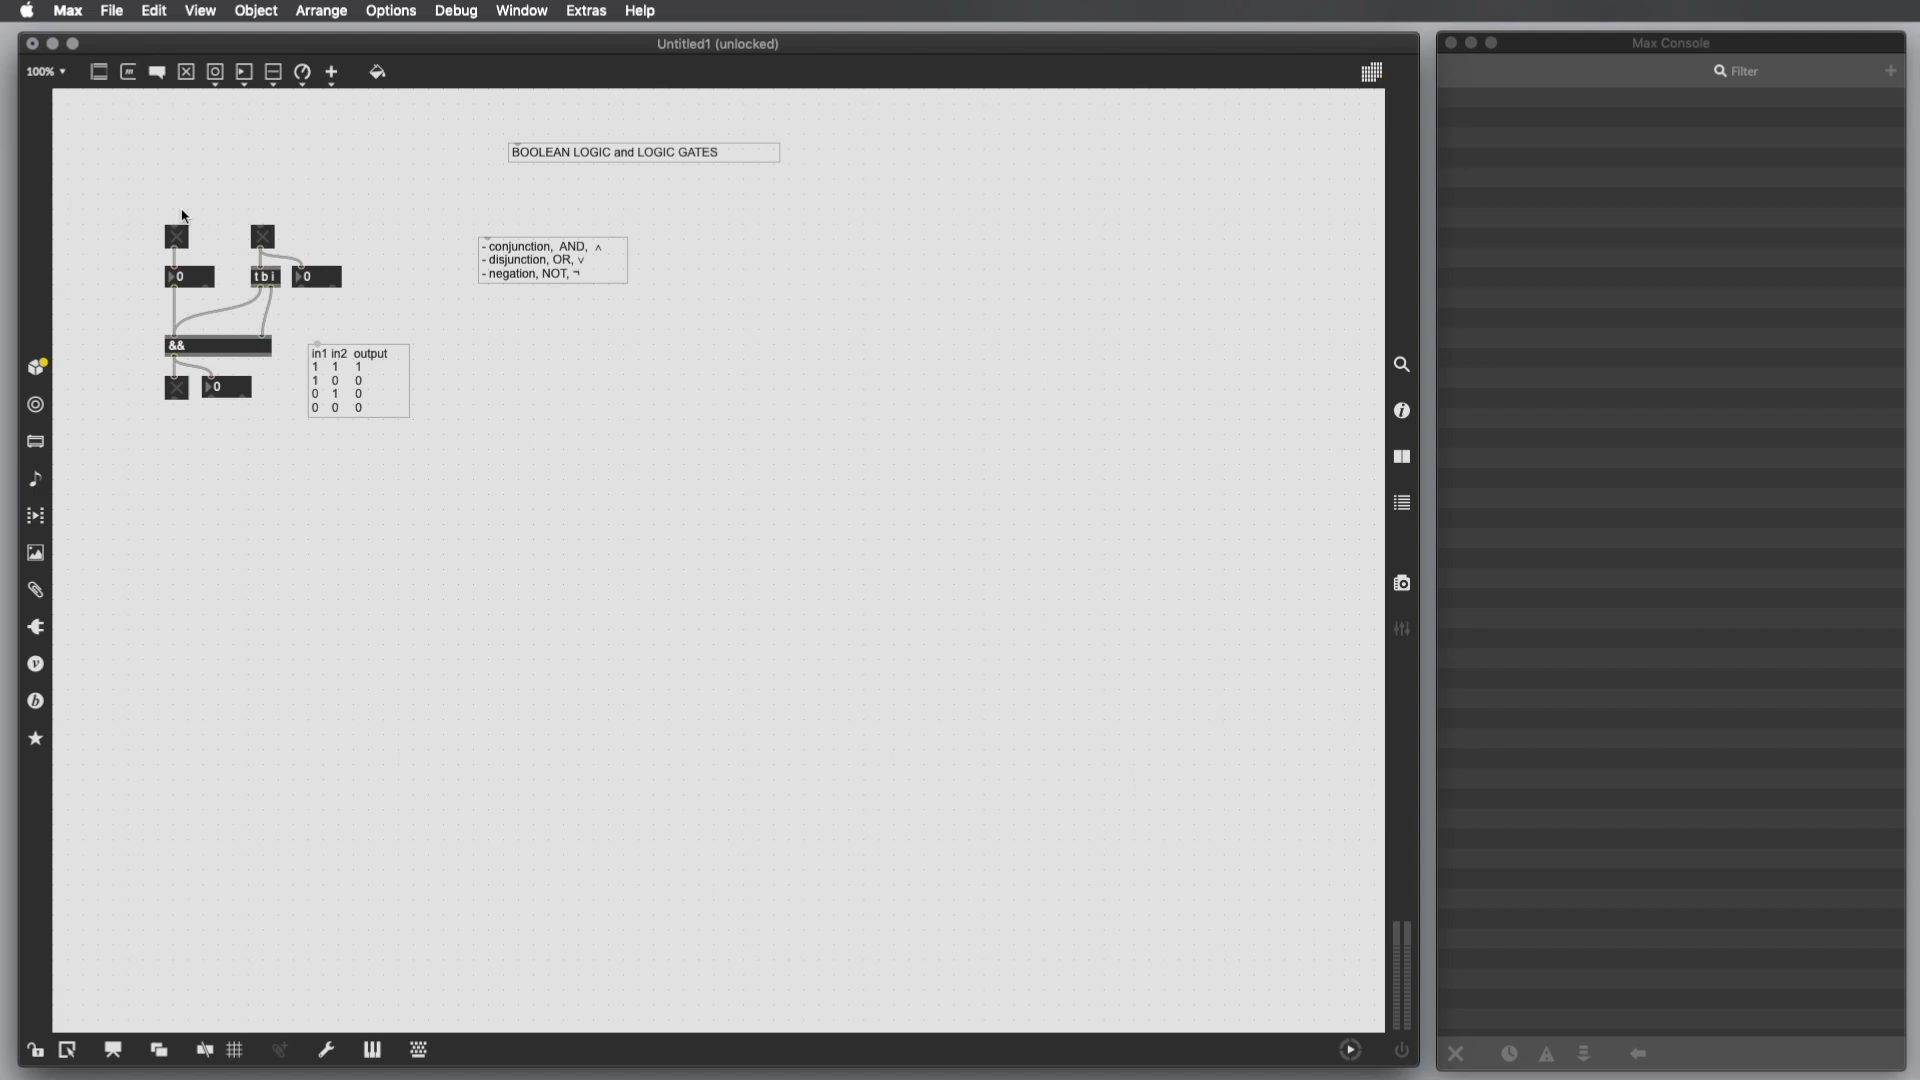 Max File Edit View Object Arrange Options Debug Window Extras Help
Untitled1 (unlocked)
Max Console
100%
Filter
BOOLEAN LOGIC and LOGIC GATES
0
t b i
0
- conjunction, AND, ∧
- disjunction, OR, ∨
- negation, NOT, ¬
&&
0
in1 in2 output
1 1 1
1 0 0
0 1 0
0 0 0